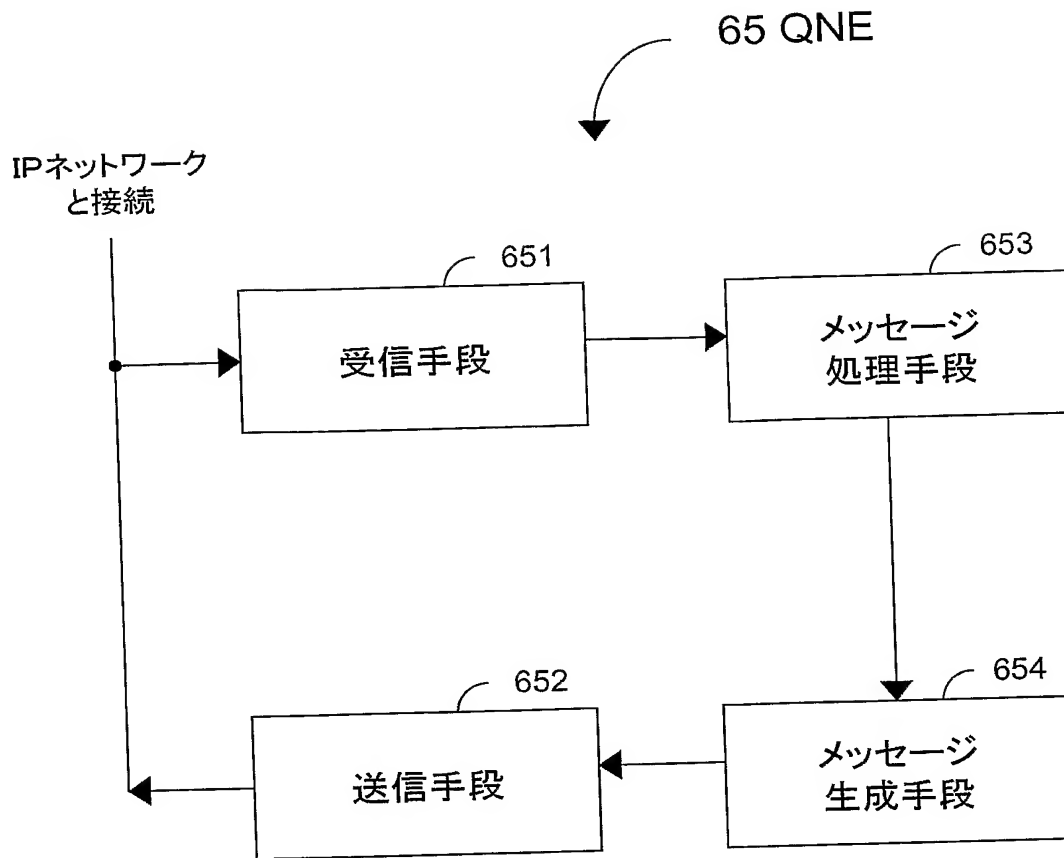 65 QNE
IPネットワーク
と接続
651
受信手段
653
メッセージ
処理手段
652
送信手段
654
メッセージ
生成手段